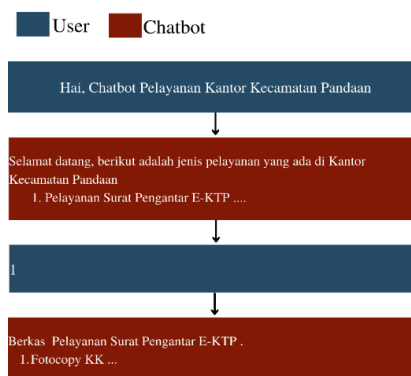 User Chatbot
Hai, Chatbot Pelayanan Kantor Kecamatan Pandaan
Selamat datang, berikut adalah jenis pelayanan yang ada di Kantor
Kecamatan Pandaan
1. Pelayanan Surat Pengantar E-KTP ....
1
Berkas Pelayanan Surat Pengantar E-KTP .
1.Fotocopy KK ...